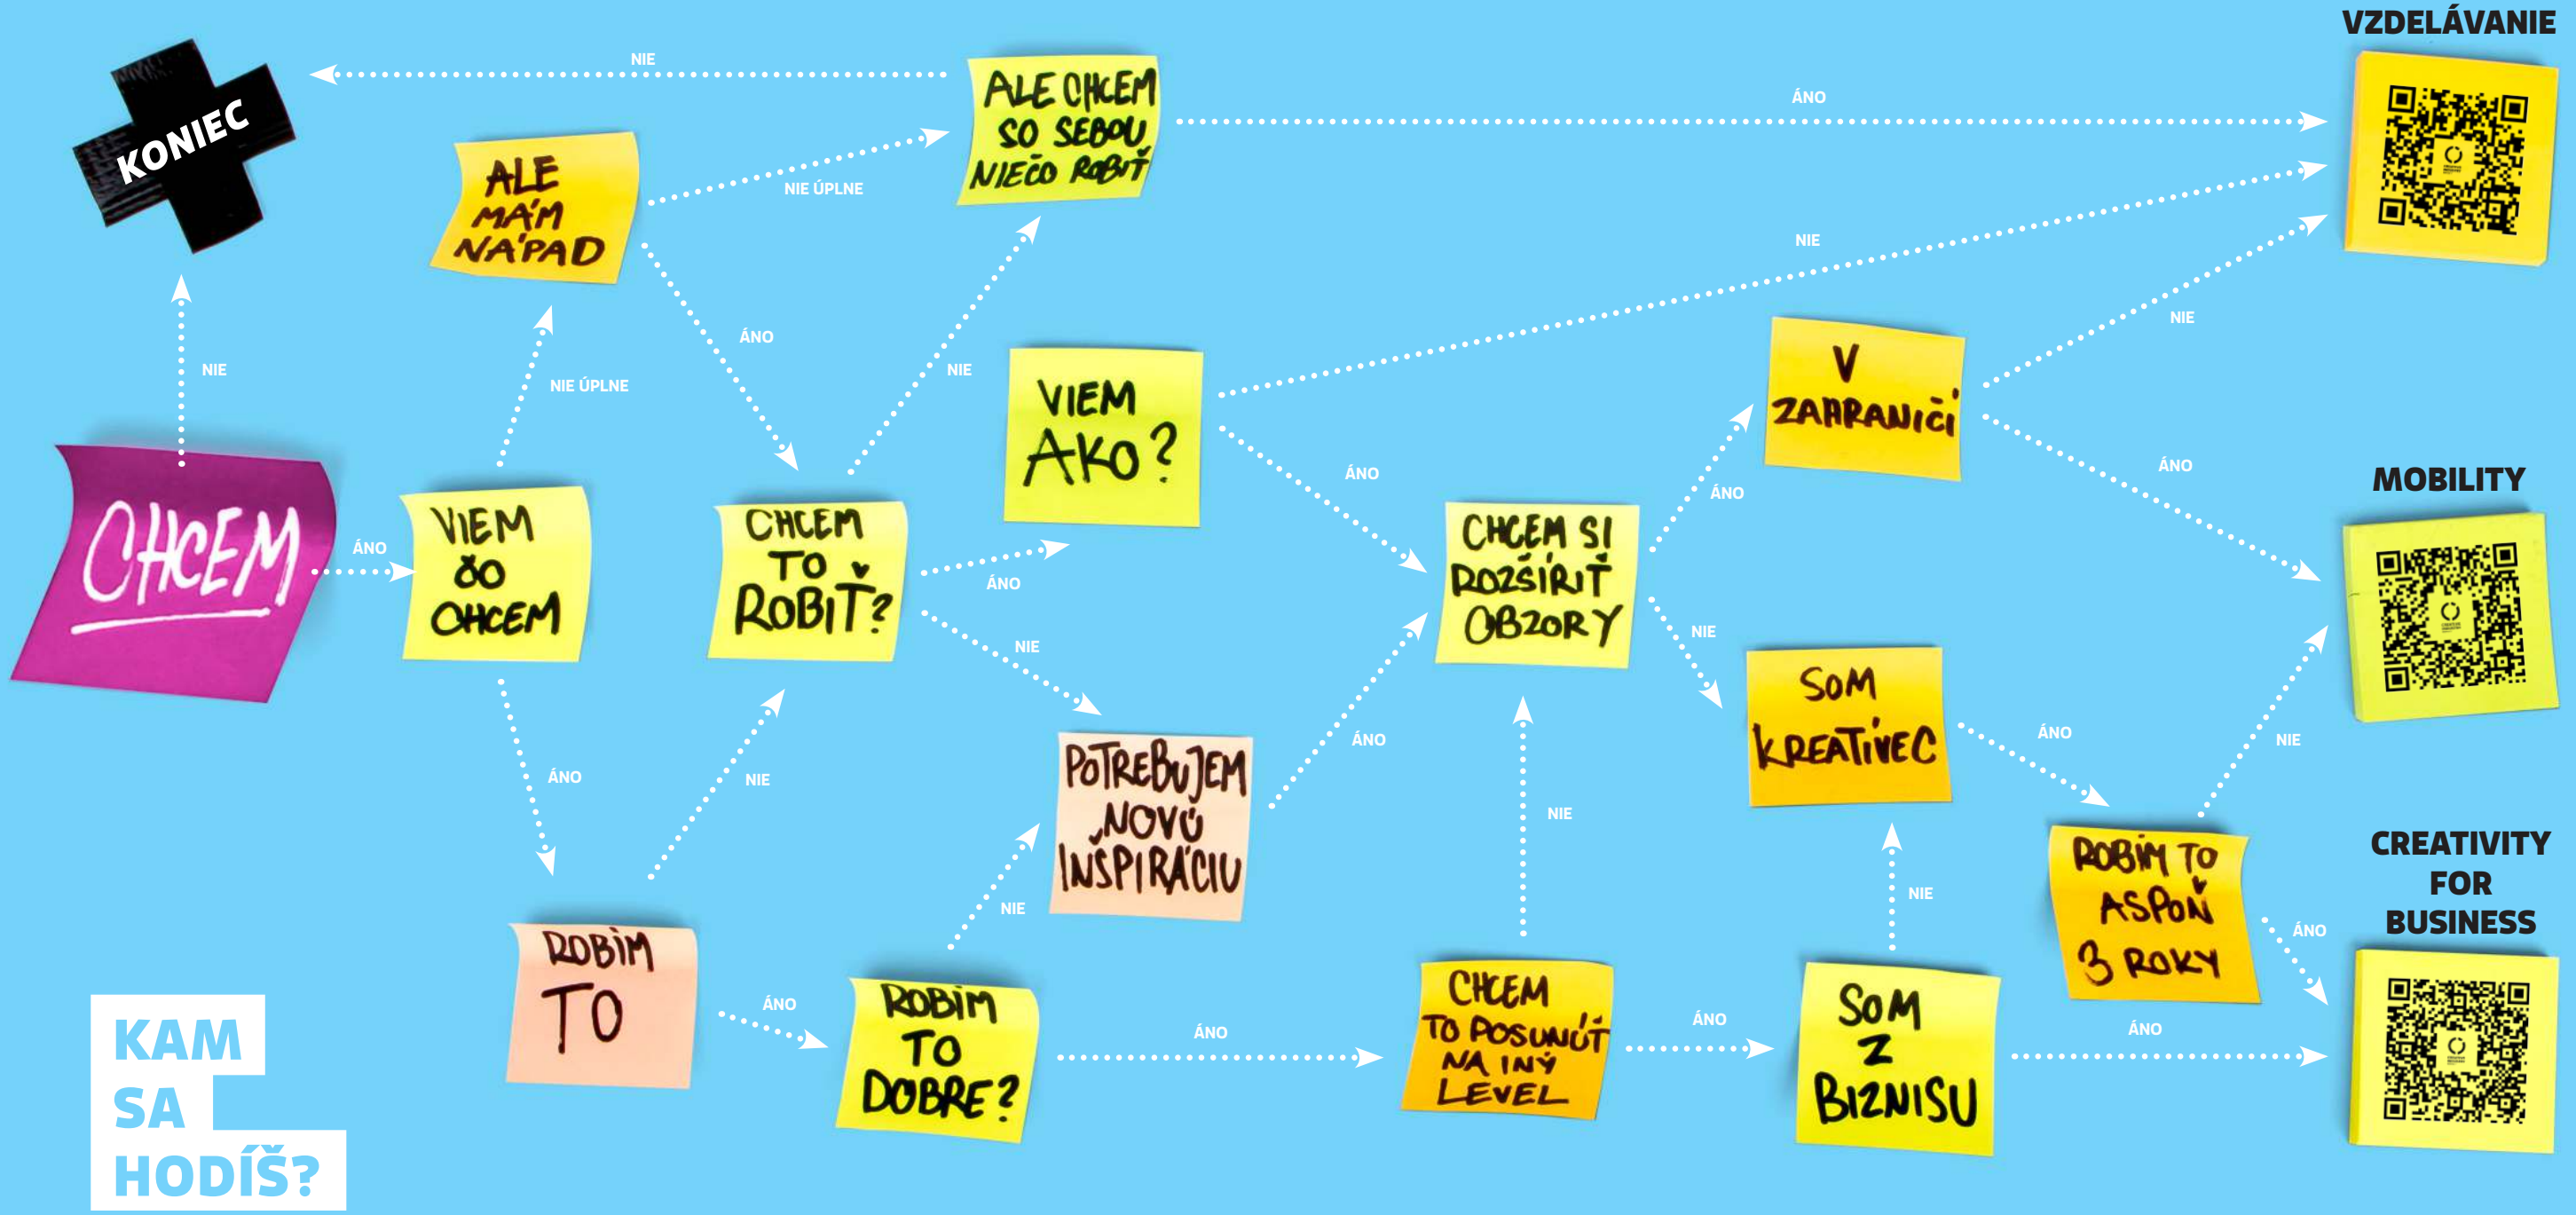 VZDELÁVANIE
NIE
KONIEC
ALE CHCEM
SO SEBOU
NIEČO ROBIŤ
ÁNO
ALE
MÁM
NÁPAD
NIE ÚPLNE
NIE
NIE
ÁNO
NIE
NIE
NIE ÚPLNE
VIEM
AKO?
V
ZAHRANIČÍ
ÁNO
ÁNO
ÁNO
MOBILITY
CHCEM
ÁNO
VIEM
ČO
CHCEM
CHCEM
TO
ROBIŤ?
ÁNO
NIE
CHCEM SI
ROZŠÍRIŤ
OBZORY
NIE
SOM
KREATÍVEC
ÁNO
NIE
ÁNO
NIE
POTREBUJEM
NOVÚ
INŠPIRÁCIU
ÁNO
NIE
NIE
NIE
ROBÍM TO
ASPOŇ
3 ROKY
ÁNO
CREATIVITY
FOR
BUSINESS
ROBÍM
TO
ÁNO
ROBÍM
TO
DOBRE?
ÁNO
CHCEM
TO POSUNÚŤ
NA INÝ
LEVEL
ÁNO
SOM
Z
BIZNISU
ÁNO
KAM
SA
HODÍŠ?